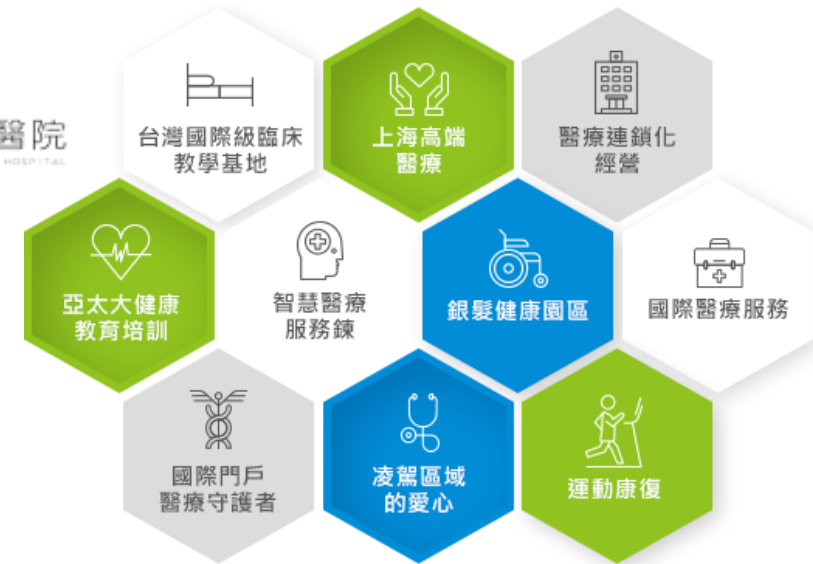 醫院
HOSPITAL
台灣國際級臨床
教學基地
上海高端
醫療
醫療連鎖化
經營
亞太大健康
教育培訓
智慧醫療
服務鍊
銀髮健康園區
國際醫療服務
國際門戶
醫療守護者
凌駕區域
的愛心
運動康復